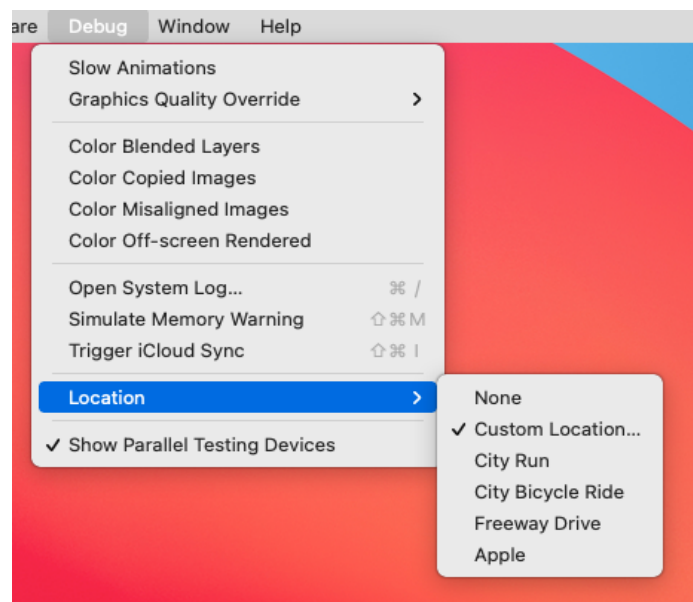 are Debug Window Help
Slow Animations
Graphics Quality Override
Color Blended Layers
Color Copied Images
Color Misaligned Images
Color Off-screen Rendered
Open System Log... ⌘ /
Simulate Memory Warning ⇧⌘M
Trigger iCloud Sync ⇧⌘I
Location
Show Parallel Testing Devices
None
Custom Location...
City Run
City Bicycle Ride
Freeway Drive
Apple